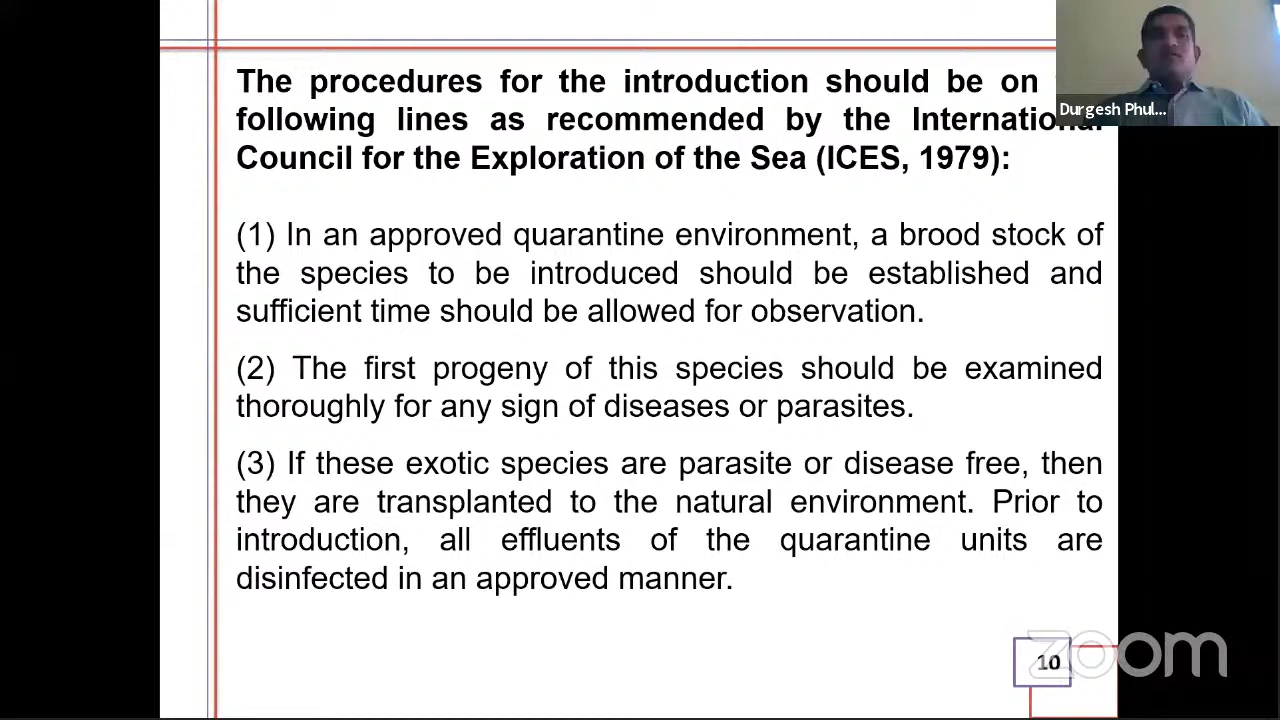 The procedures for the introduction should be on
following lines as recommended by the International
Council for the Exploration of the Sea (ICES, 1979):
Durgesh Phul...
(1) In an approved quarantine environment, a brood stock of
the species to be introduced should be established and
sufficient time should be allowed for observation.
(2) The first progeny of this species should be examined
thoroughly for any sign of diseases or parasites.
(3) If these exotic species are parasite or disease free, then
they are transplanted to the natural environment. Prior to
introduction, all effluents of the quarantine units are
disinfected in an approved manner.
10
zoom